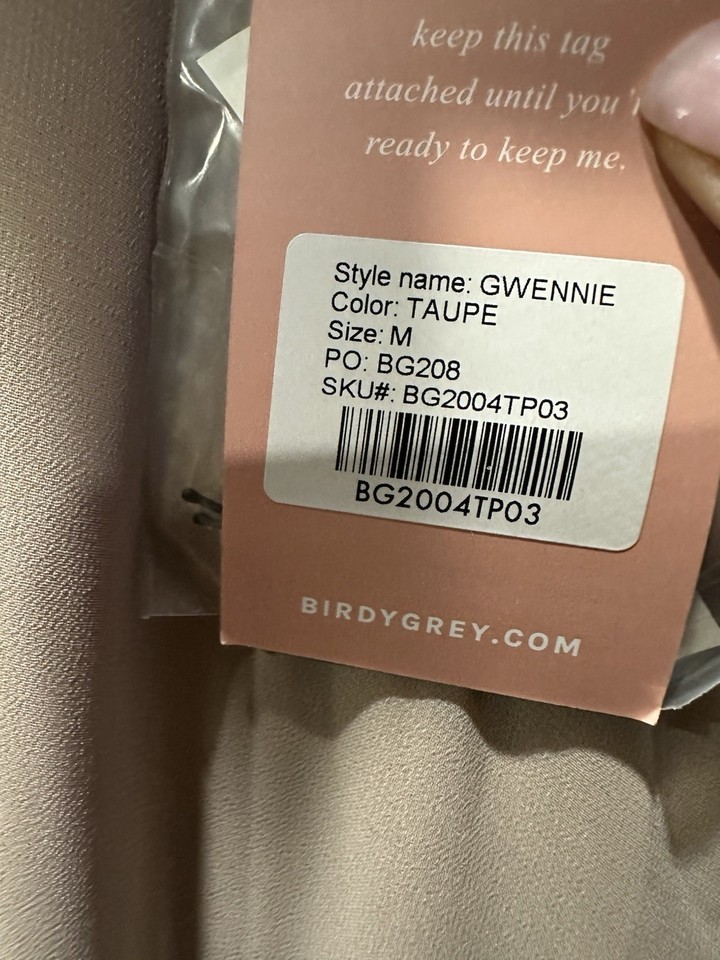 keep this tag
attached until you'r
ready to keep me.
Style name: GWENNIE
Color: TAUPE
Size: M
PO: BG208
SKU#: BG2004TP03
BG2004TP03
BIRDYGREY.COM